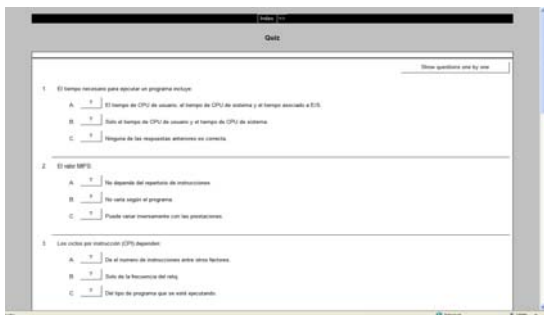 Index =>
Quiz
Show questions one by one
1. El tiempo necesario para ejecutar un programa incluye:
A. ? El tiempo de CPU de usuario, el tiempo de CPU de sistema y el tiempo asociado a E/S.
B. ? Solo el tiempo de CPU de usuario y el tiempo de CPU de sistema.
C. ? Ninguna de las respuestas anteriores es correcta.
2. El valor MIPS:
A. ? No depende del repertorio de instrucciones
B. ? No varía según el programa
C. ? Puede variar inversamente con las prestaciones.
3. Los ciclos por instrucción (CPI) dependen:
A. ? De el numero de instrucciones entre otros factores.
B. ? Solo de la frecuencia del reloj.
C. ? Del tipo de programa que se esté ejecutando.